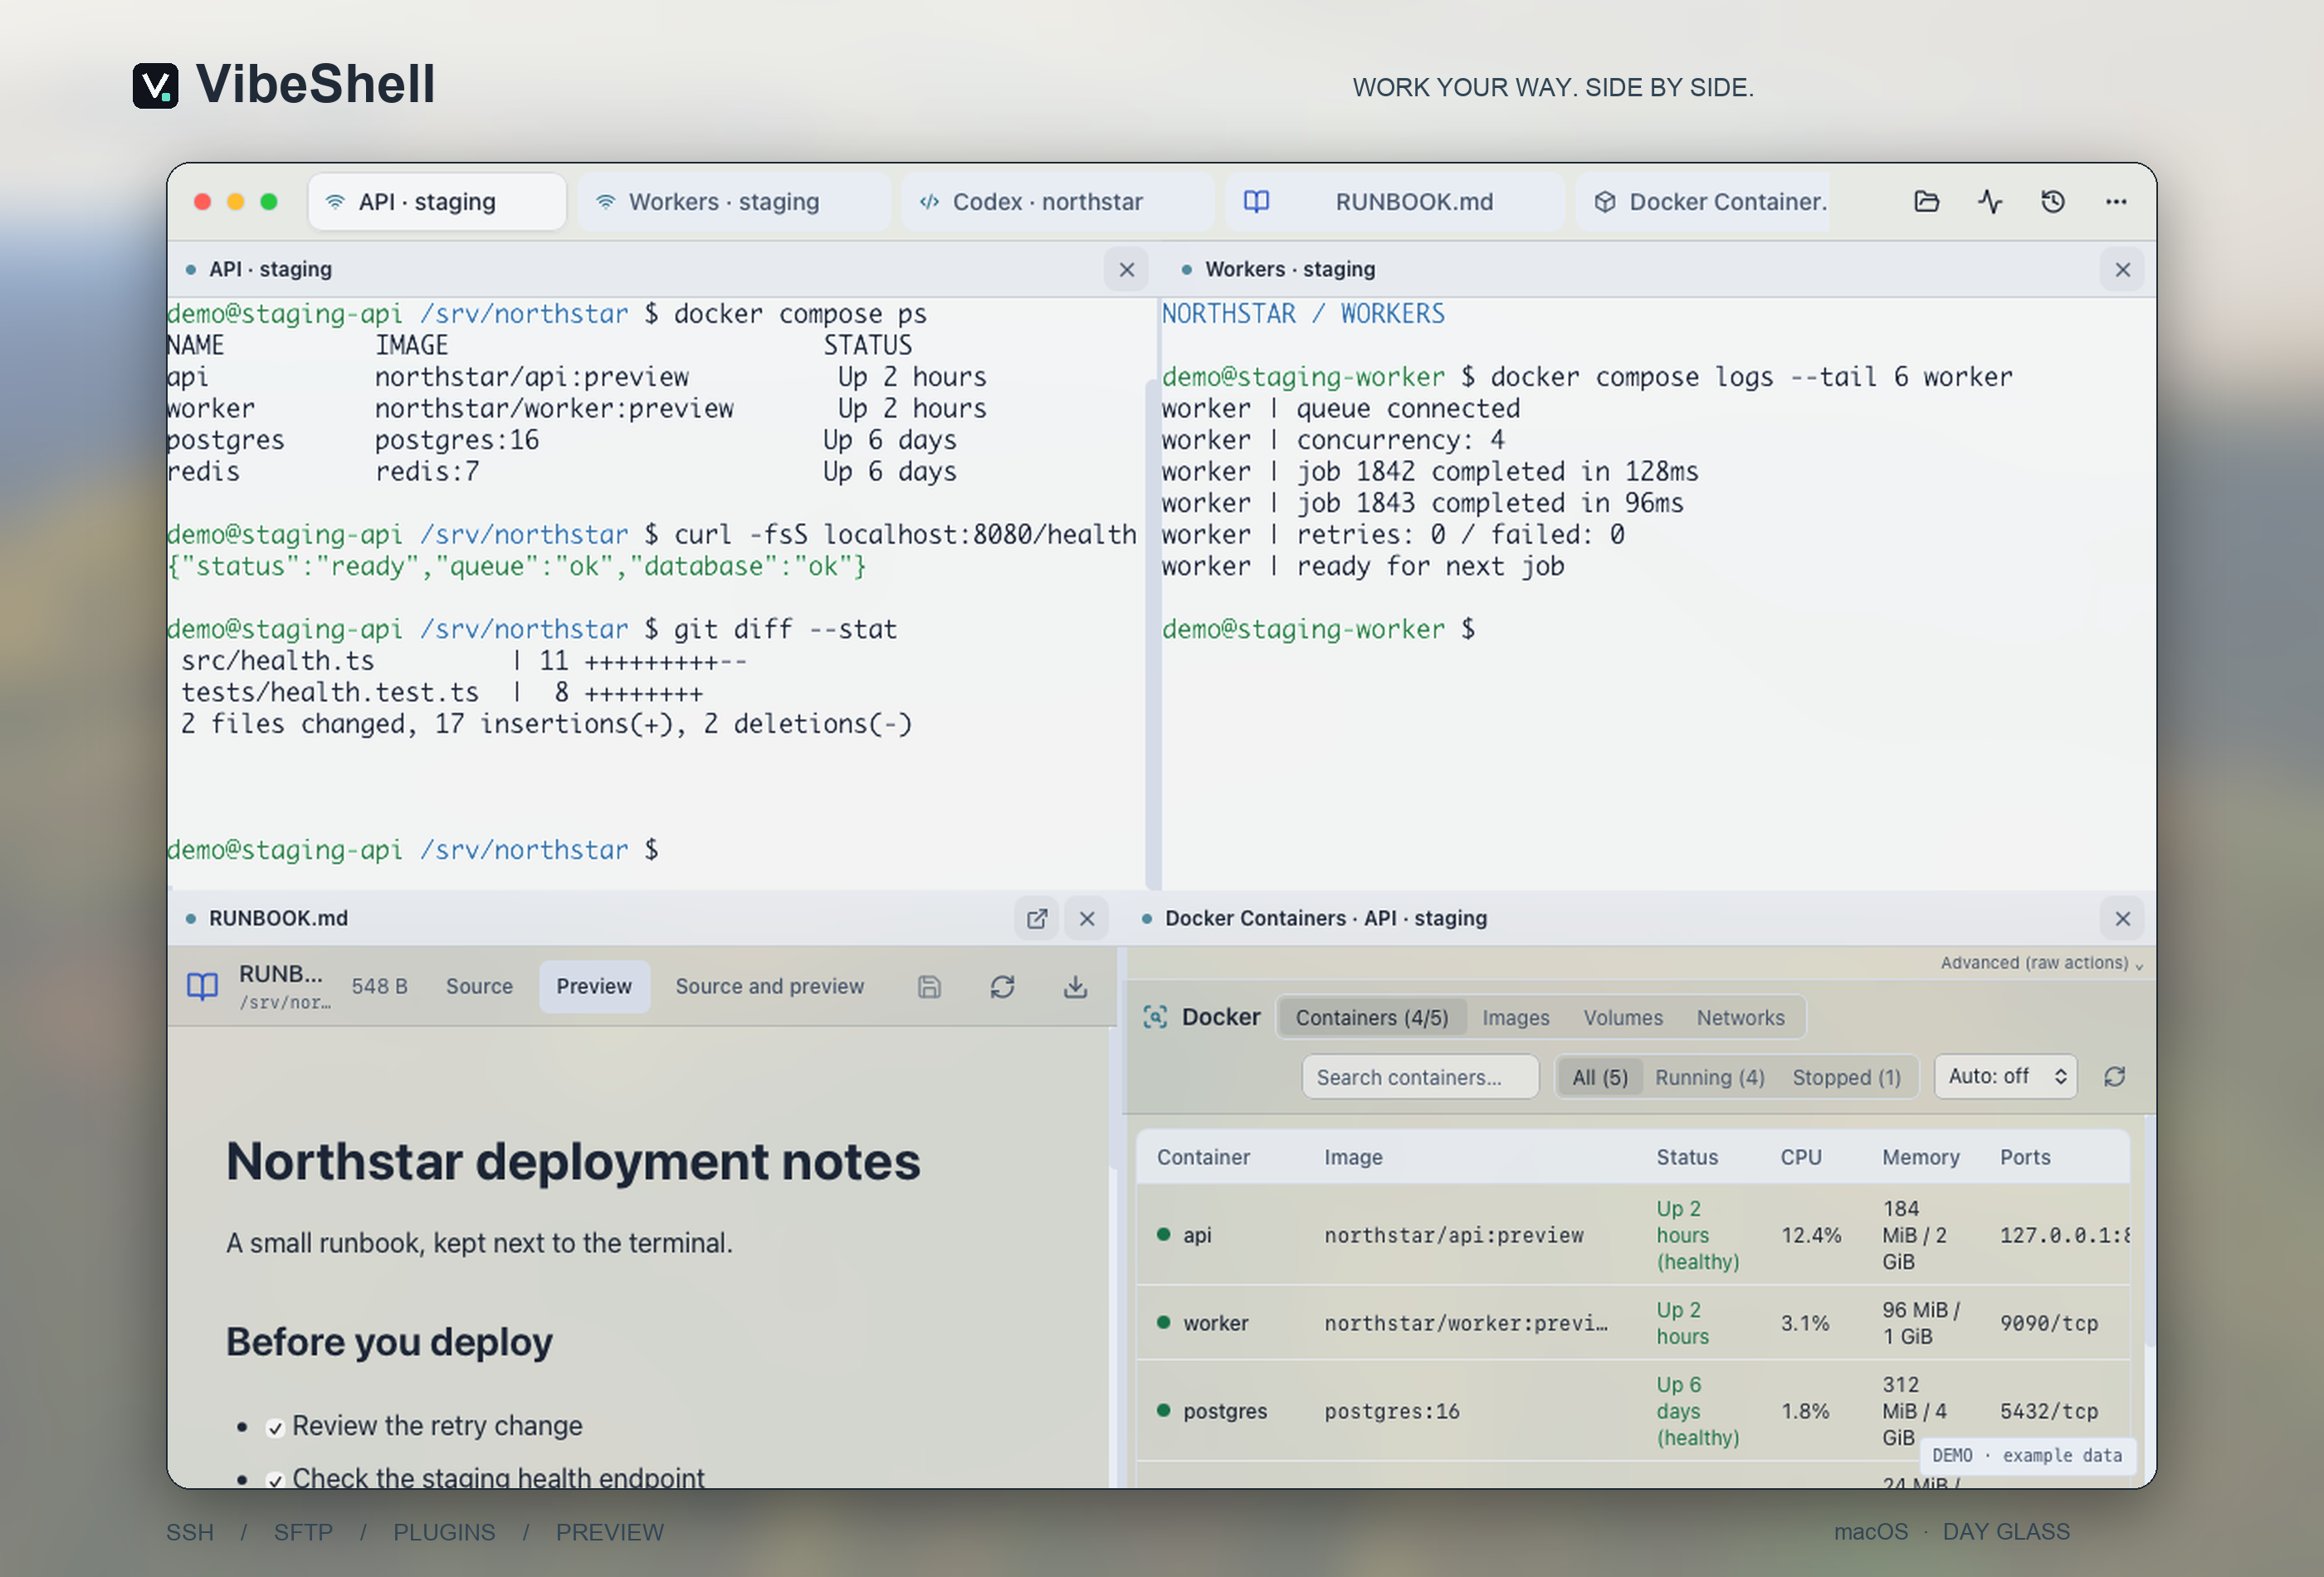 VibeShell
WORK YOUR WAY. SIDE BY SIDE.
API · staging
Workers · staging
Codex · northstar
RUNBOOK.md
Docker Container.
API · staging
demo@staging-api /srv/northstar $ docker compose ps
NAME IMAGE STATUS
api northstar/api:preview Up 2 hours
worker northstar/worker:preview Up 2 hours
postgres postgres:16 Up 6 days
redis redis:7 Up 6 days
demo@staging-api /srv/northstar $ curl -fsS localhost:8080/health
{"status":"ready","queue":"ok","database":"ok"}
demo@staging-api /srv/northstar $ git diff --stat
src/health.ts | 11 +++++++++--
tests/health.test.ts | 8 ++++++++
2 files changed, 17 insertions(+), 2 deletions(-)
demo@staging-api /srv/northstar $
Workers · staging
NORTHSTAR / WORKERS
demo@staging-worker $ docker compose logs --tail 6 worker
worker | queue connected
worker | concurrency: 4
worker | job 1842 completed in 128ms
worker | job 1843 completed in 96ms
worker | retries: 0 / failed: 0
worker | ready for next job
demo@staging-worker $
RUNBOOK.md
RUNB...
/srv/nor...
548 B
Source
Preview
Source and preview
Northstar deployment notes
A small runbook, kept next to the terminal.
Before you deploy
Review the retry change
Check the staging health endpoint
Docker Containers · API · staging
Advanced (raw actions)
Docker
Containers (4/5)
Images
Volumes
Networks
Search containers...
All (5)
Running (4)
Stopped (1)
Auto: off
Container Image Status CPU Memory Ports
api northstar/api:preview Up 2 hours (healthy) 12.4% 184 MiB / 2 GiB 127.0.0.1:8
worker northstar/worker:previ... Up 2 hours 3.1% 96 MiB / 1 GiB 9090/tcp
postgres postgres:16 Up 6 days (healthy) 1.8% 312 MiB / 4 GiB 5432/tcp
24 MiB /
DEMO · example data
SSH / SFTP / PLUGINS / PREVIEW
macOS · DAY GLASS